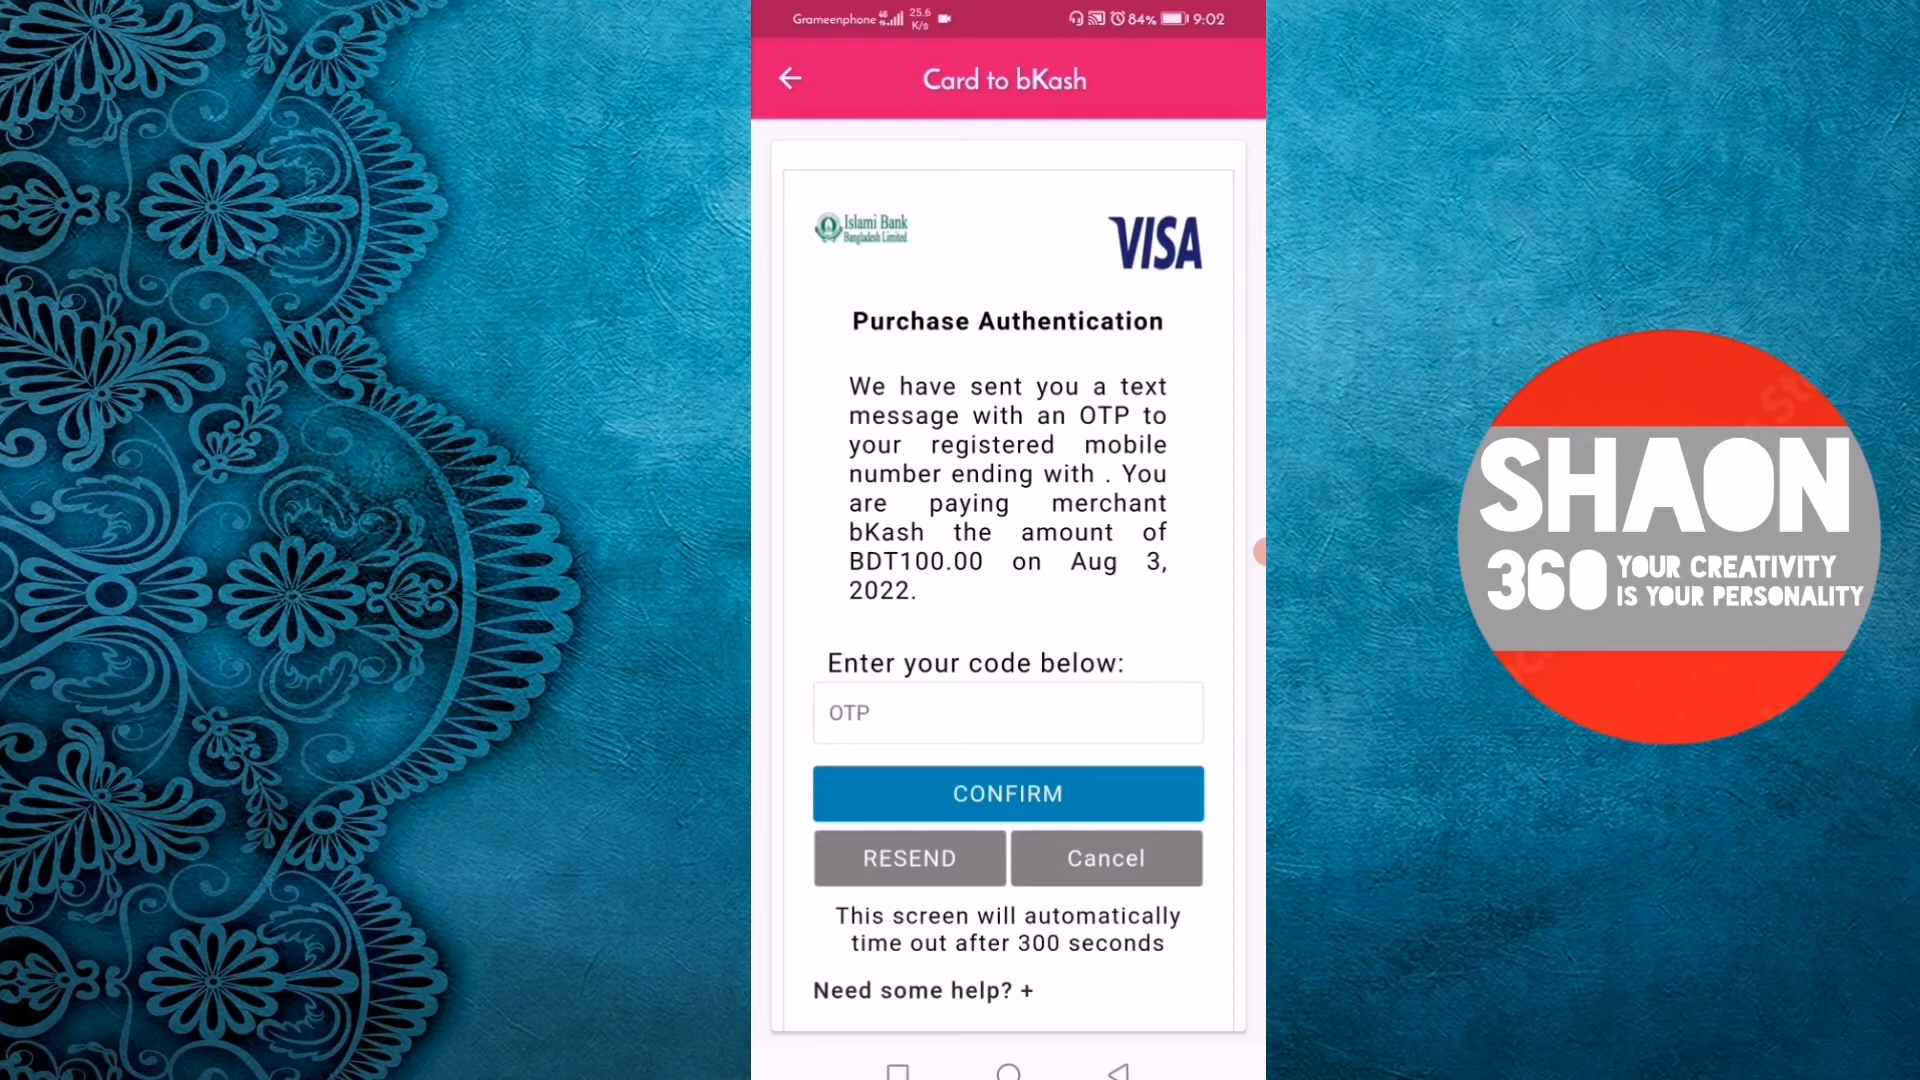 Grameenphone 4G 25.6 K/s 84% 9:02
Card to bKash
Islami Bank
Bangladesh Limited
VISA
Purchase Authentication
We have sent you a text
message with an OTP to
your registered mobile
number ending with . You
are paying merchant
bKash the amount of
BDT100.00 on Aug 3,
2022.
Enter your code below:
OTP
CONFIRM
RESEND Cancel
This screen will automatically
time out after 300 seconds
Need some help? +
SHAON
360 YOUR CREATIVITY
IS YOUR PERSONALITY